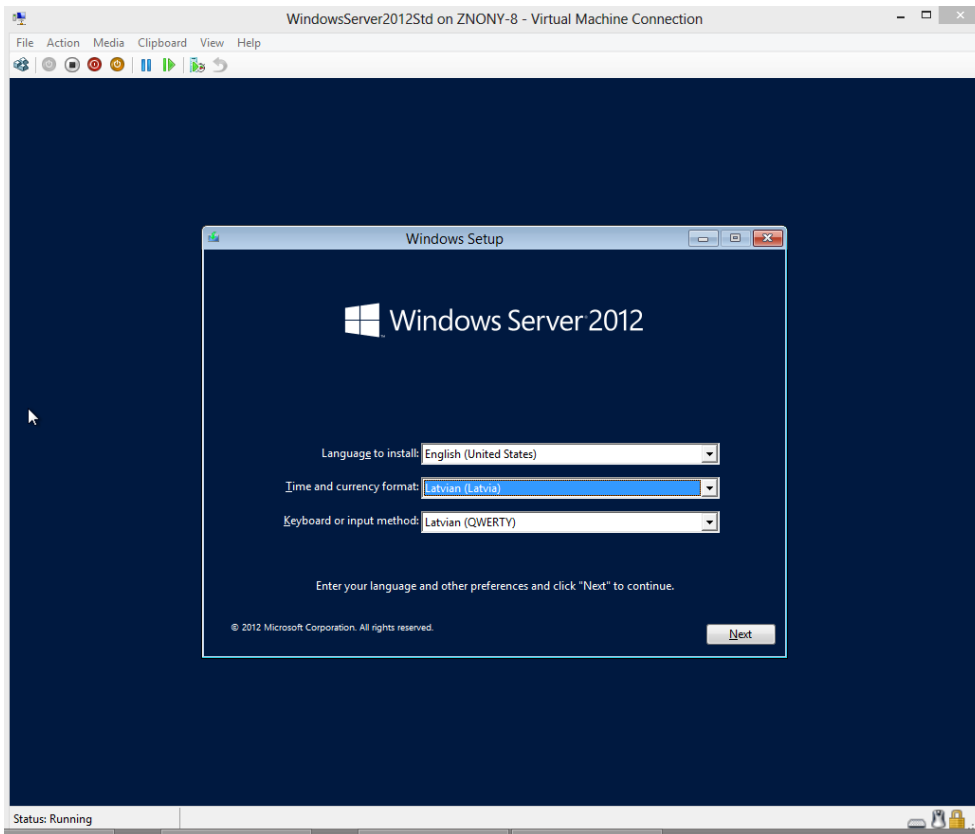 WindowsServer2012Std on ZNONY-8 - Virtual Machine Connection
File Action Media Clipboard View Help
Windows Setup
Windows Server 2012
Language to install: English (United States)
Time and currency format: Latvian (Latvia)
Keyboard or input method: Latvian (QWERTY)
Enter your language and other preferences and click "Next" to continue.
© 2012 Microsoft Corporation. All rights reserved.
Next
Status: Running